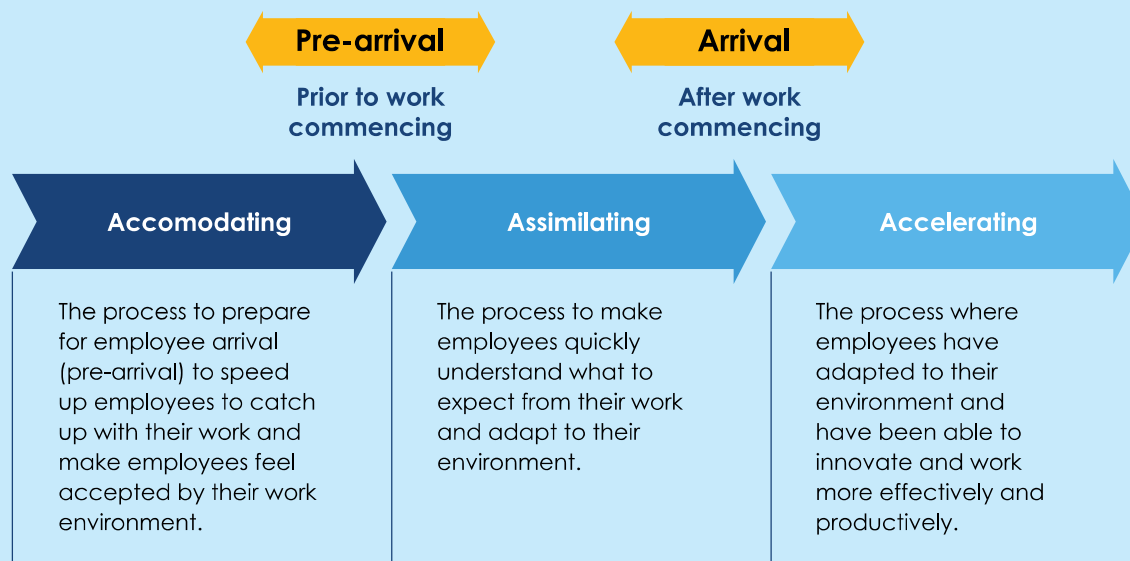 Pre-arrival
Arrival
Prior to work
commencing
After work
commencing
Accomodating
Assimilating
Accelerating
The process to prepare
for employee arrival
(pre-arrival) to speed
up employees to catch
up with their work and
make employees feel
accepted by their work
environment.
The process to make
employees quickly
understand what to
expect from their work
and adapt to their
environment.
The process where
employees have
adapted to their
environment and
have been able to
innovate and work
more effectively and
productively.